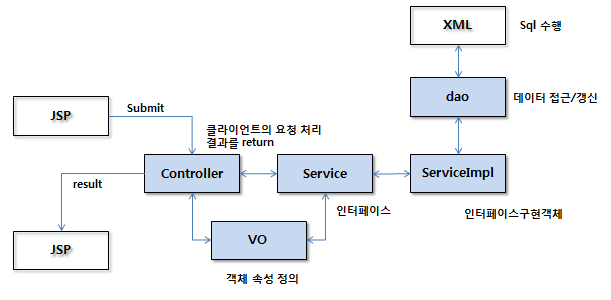 XML
Sql 수행
dao
데이터 접근/갱신
JSP
Submit
클라이언트의 요청 처리
결과를 return
Controller
Service
ServiceImpl
result
인터페이스
인터페이스구현객체
JSP
VO
객체 속성 정의